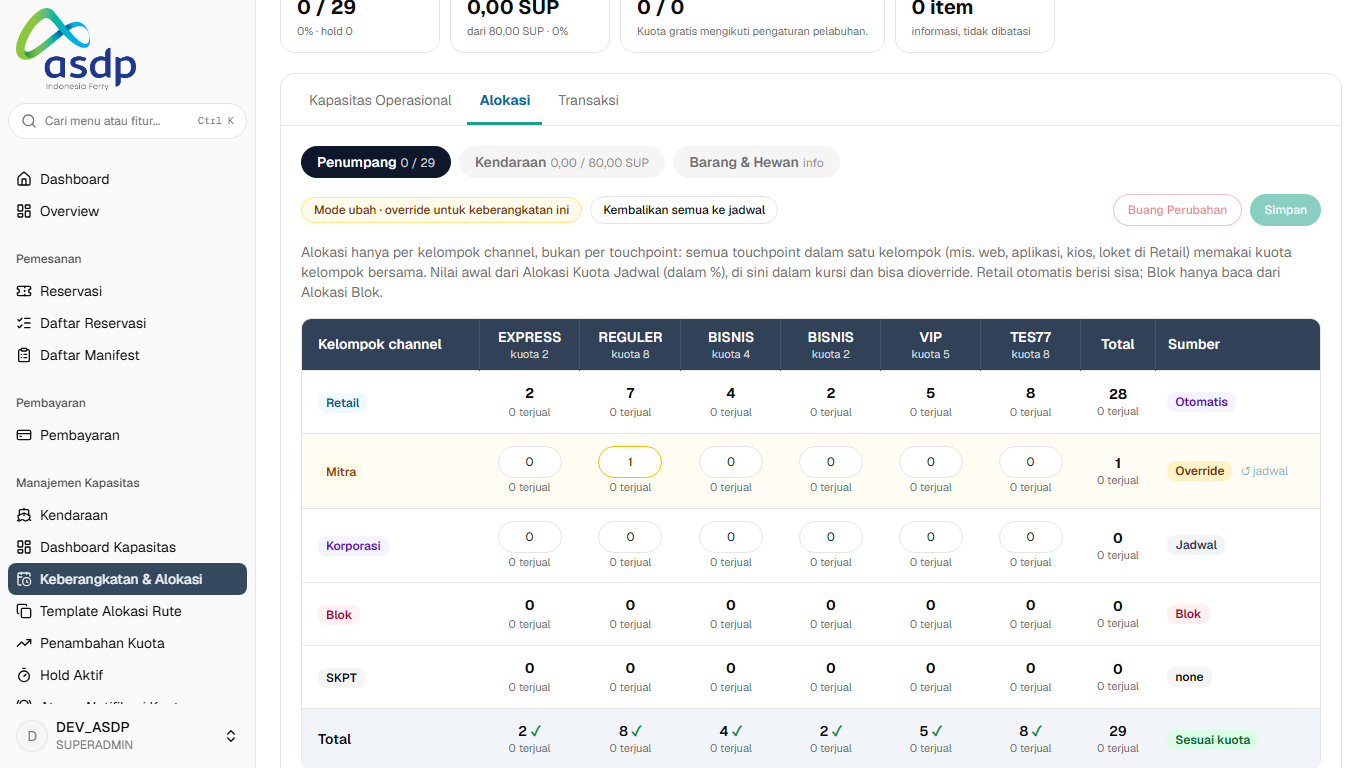 asdp
Indonesia Ferry
Cari menu atau fitur... Ctrl K
Dashboard
Overview
Pemesanan
Reservasi
Daftar Reservasi
Daftar Manifest
Pembayaran
Pembayaran
Manajemen Kapasitas
Kendaraan
Dashboard Kapasitas
Keberangkatan & Alokasi
Template Alokasi Rute
Penambahan Kuota
Hold Aktif
D
DEV_ASDP
SUPERADMIN
0 / 29
0% · hold 0
0,00 SUP
dari 80,00 SUP · 0%
0 / 0
Kuota gratis mengikuti pengaturan pelabuhan.
0 item
informasi, tidak dibatasi
Kapasitas Operasional Alokasi Transaksi
Penumpang 0 / 29 Kendaraan 0,00 / 80,00 SUP Barang & Hewan info
Mode ubah · override untuk keberangkatan ini Kembalikan semua ke jadwal Buang Perubahan Simpan
Alokasi hanya per kelompok channel, bukan per touchpoint: semua touchpoint dalam satu kelompok (mis. web, aplikasi, kios, loket di Retail) memakai kuota
kelompok bersama. Nilai awal dari Alokasi Kuota Jadwal (dalam %), di sini dalam kursi dan bisa dioverride. Retail otomatis berisi sisa; Blok hanya baca dari
Alokasi Blok.
Kelompok channel EXPRESS REGULER BISNIS BISNIS VIP TES77 Total Sumber
kuota 2 kuota 8 kuota 4 kuota 2 kuota 5 kuota 8
Retail 2 7 4 2 5 8 28 Otomatis
0 terjual 0 terjual 0 terjual 0 terjual 0 terjual 0 terjual 0 terjual
Mitra 0 1 0 0 0 0 1 Override ↺ jadwal
0 terjual 0 terjual 0 terjual 0 terjual 0 terjual 0 terjual 0 terjual
Korporasi 0 0 0 0 0 0 0 Jadwal
0 terjual 0 terjual 0 terjual 0 terjual 0 terjual 0 terjual 0 terjual
Blok 0 0 0 0 0 0 0 Blok
0 terjual 0 terjual 0 terjual 0 terjual 0 terjual 0 terjual 0 terjual
SKPT 0 0 0 0 0 0 0 none
0 terjual 0 terjual 0 terjual 0 terjual 0 terjual 0 terjual 0 terjual
Total 2 ✓ 8 ✓ 4 ✓ 2 ✓ 5 ✓ 8 ✓ 29 Sesuai kuota
0 terjual 0 terjual 0 terjual 0 terjual 0 terjual 0 terjual 0 terjual